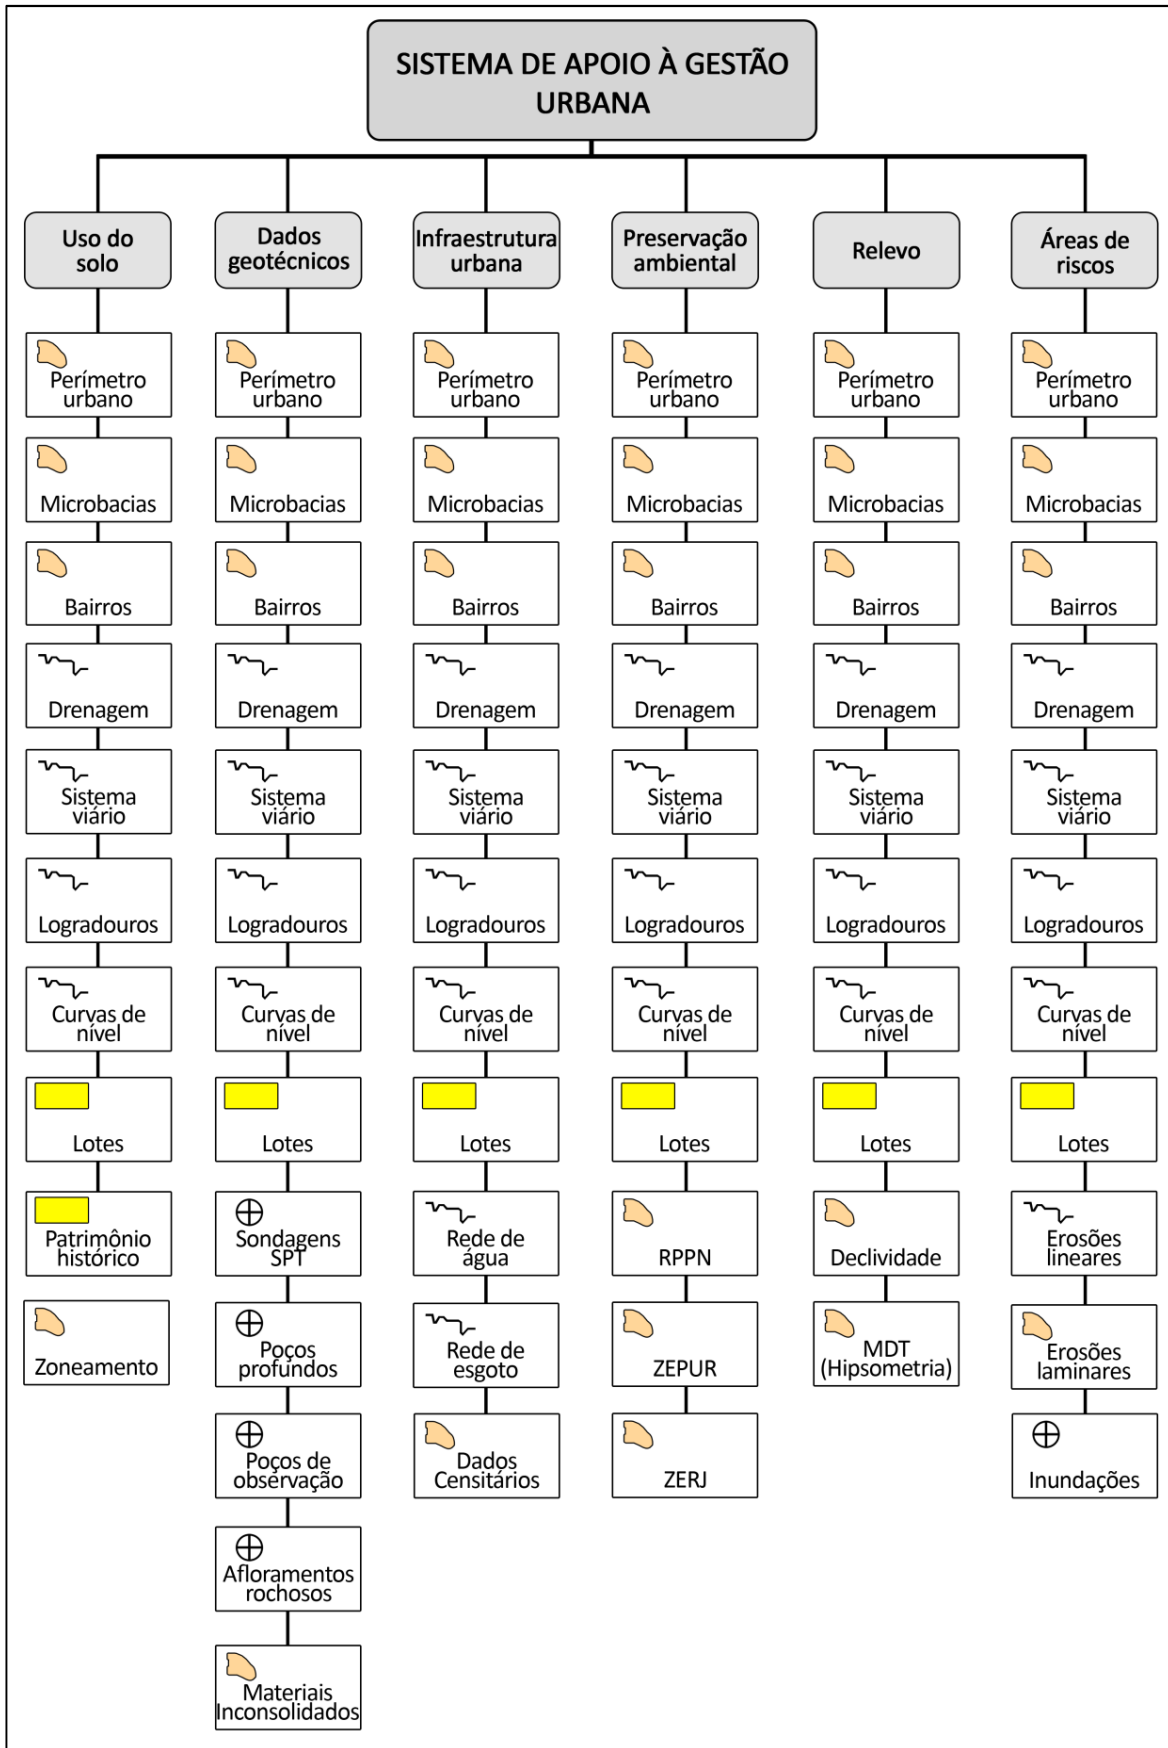 SISTEMA DE APOIO À GESTÃO
URBANA
Uso do
solo
Perímetro
urbano
Microbacias
Bairros
Drenagem
Sistema
viário
Logradouros
Curvas de
nível
Lotes
Patrimônio
histórico
Zoneamento
Dados
geotécnicos
Perímetro
urbano
Microbacias
Bairros
Drenagem
Sistema
viário
Logradouros
Curvas de
nível
Lotes
Sondagens
SPT
Poços
profundos
Poços de
observação
Afloramentos
rochosos
Materiais
Inconsolidados
Infraestrutura
urbana
Perímetro
urbano
Microbacias
Bairros
Drenagem
Sistema
viário
Logradouros
Curvas de
nível
Lotes
Rede de
água
Rede de
esgoto
Dados
Censitários
Preservação
ambiental
Perímetro
urbano
Microbacias
Bairros
Drenagem
Sistema
viário
Logradouros
Curvas de
nível
Lotes
RPPN
ZEPUR
ZERJ
Relevo
Perímetro
urbano
Microbacias
Bairros
Drenagem
Sistema
viário
Logradouros
Curvas de
nível
Lotes
Declividade
MDT
(Hipsometria)
Áreas de
riscos
Perímetro
urbano
Microbacias
Bairros
Drenagem
Sistema
viário
Logradouros
Curvas de
nível
Lotes
Erosões
lineares
Erosões
laminares
Inundações